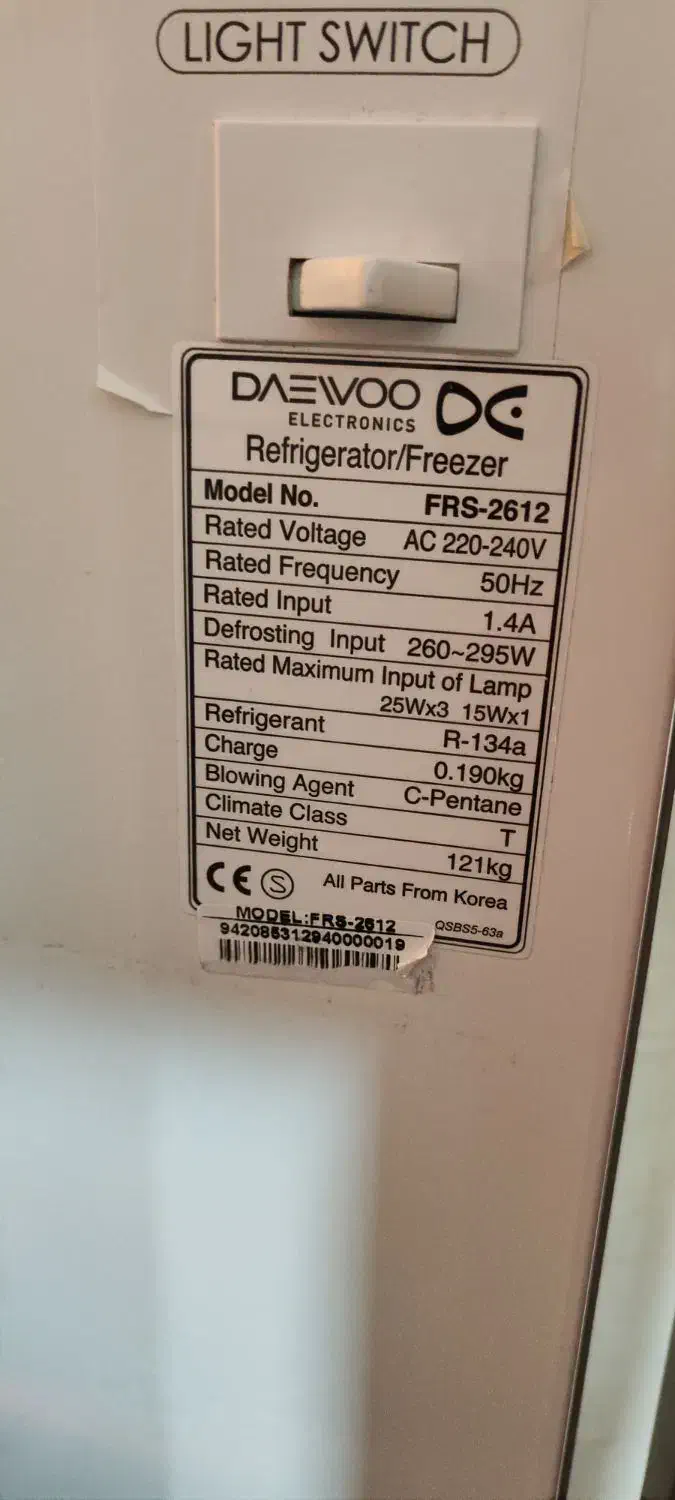 LIGHT SWITCH
DAEWOO
ELECTRONICS
Refrigerator/Freezer
Model No. FRS-2612
Rated Voltage AC 220-240V
Rated Frequency 50Hz
Rated Input 1.4A
Defrosting Input 260~295W
Rated Maximum Input of Lamp
25Wx3 15Wx1
Refrigerant R-134a
Charge 0.190kg
Blowing Agent C-Pentane
Climate Class T
Net Weight 121kg
CE S All Parts From Korea
QSBS5-63a
MODEL:FRS-2612
942085312940000019